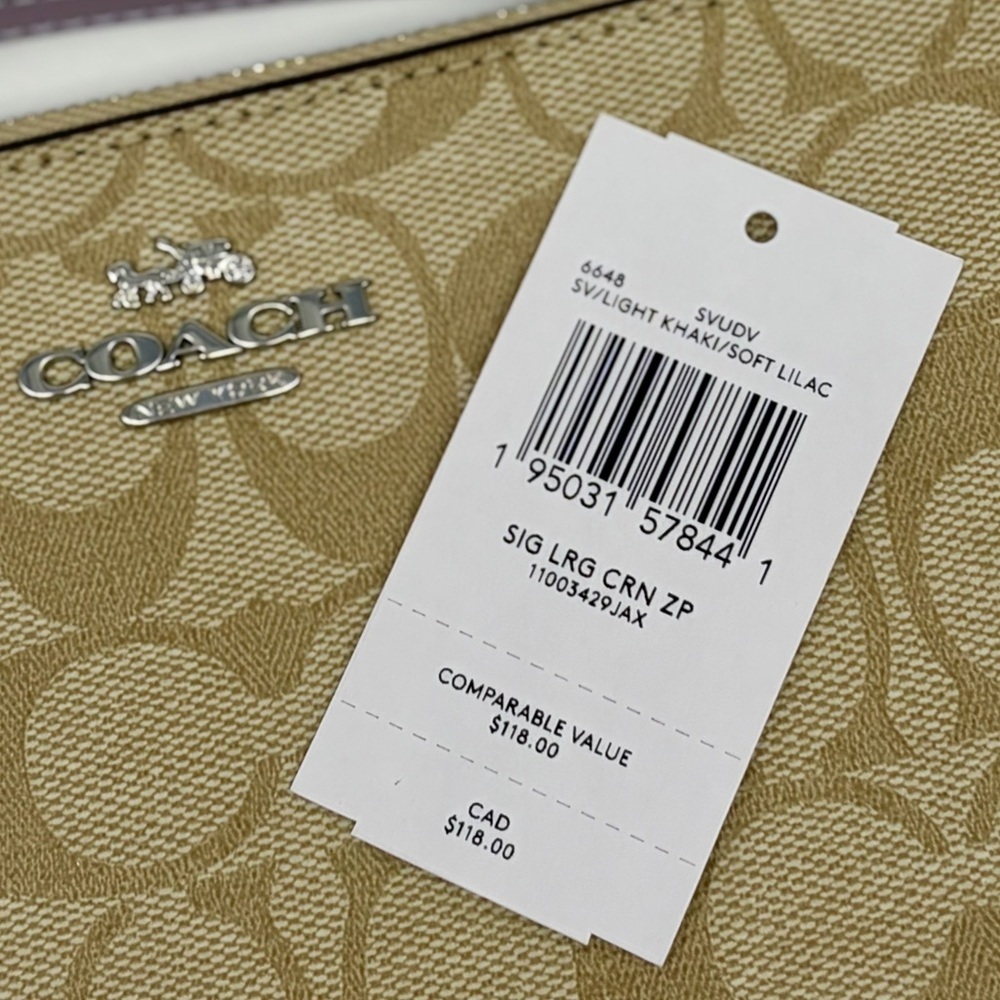 COACH
NEW YORK
6648 SVUDV
SV/LIGHT KHAKI/SOFT LILAC
1 95031 57844 1
SIG LRG CRN ZP
11003429JAX
COMPARABLE VALUE
$118.00
CAD
$118.00